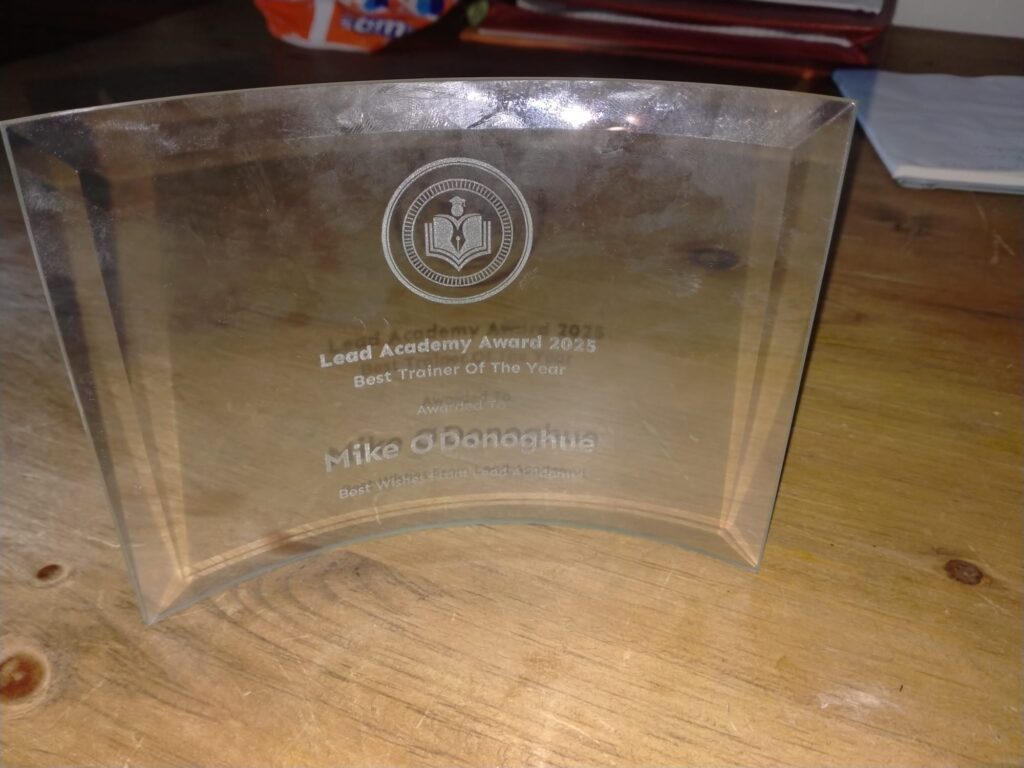 Lead Academy Award 2025
Best Trainer Of The Year
Awarded To
Mike O'Donoghue
Best Wishes From Lead Academy!